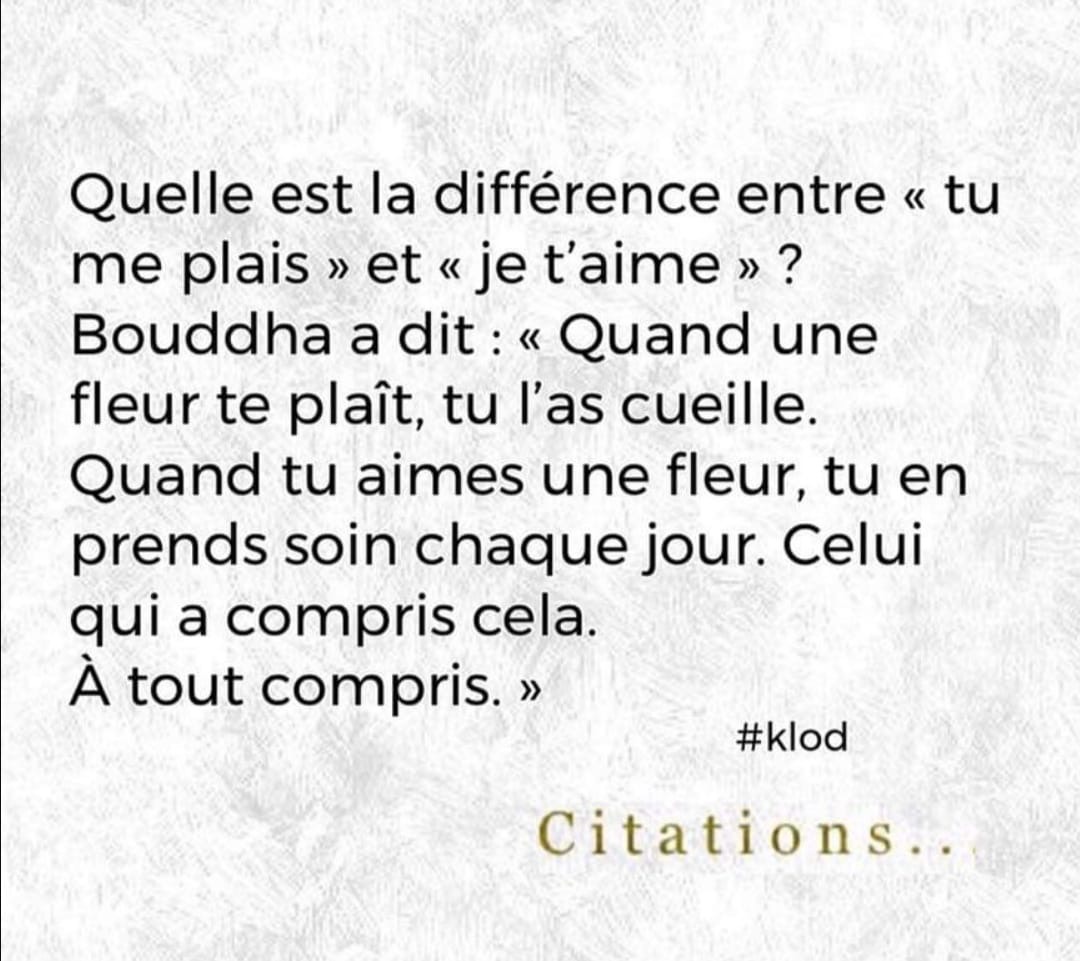 Quelle est la différence entre « tu
me plais » et « je t’aime » ?
Bouddha a dit : « Quand une
fleur te plaît, tu l’as cueille.
Quand tu aimes une fleur, tu en
prends soin chaque jour. Celui
qui a compris cela.
À tout compris. »
#klod
Citations...